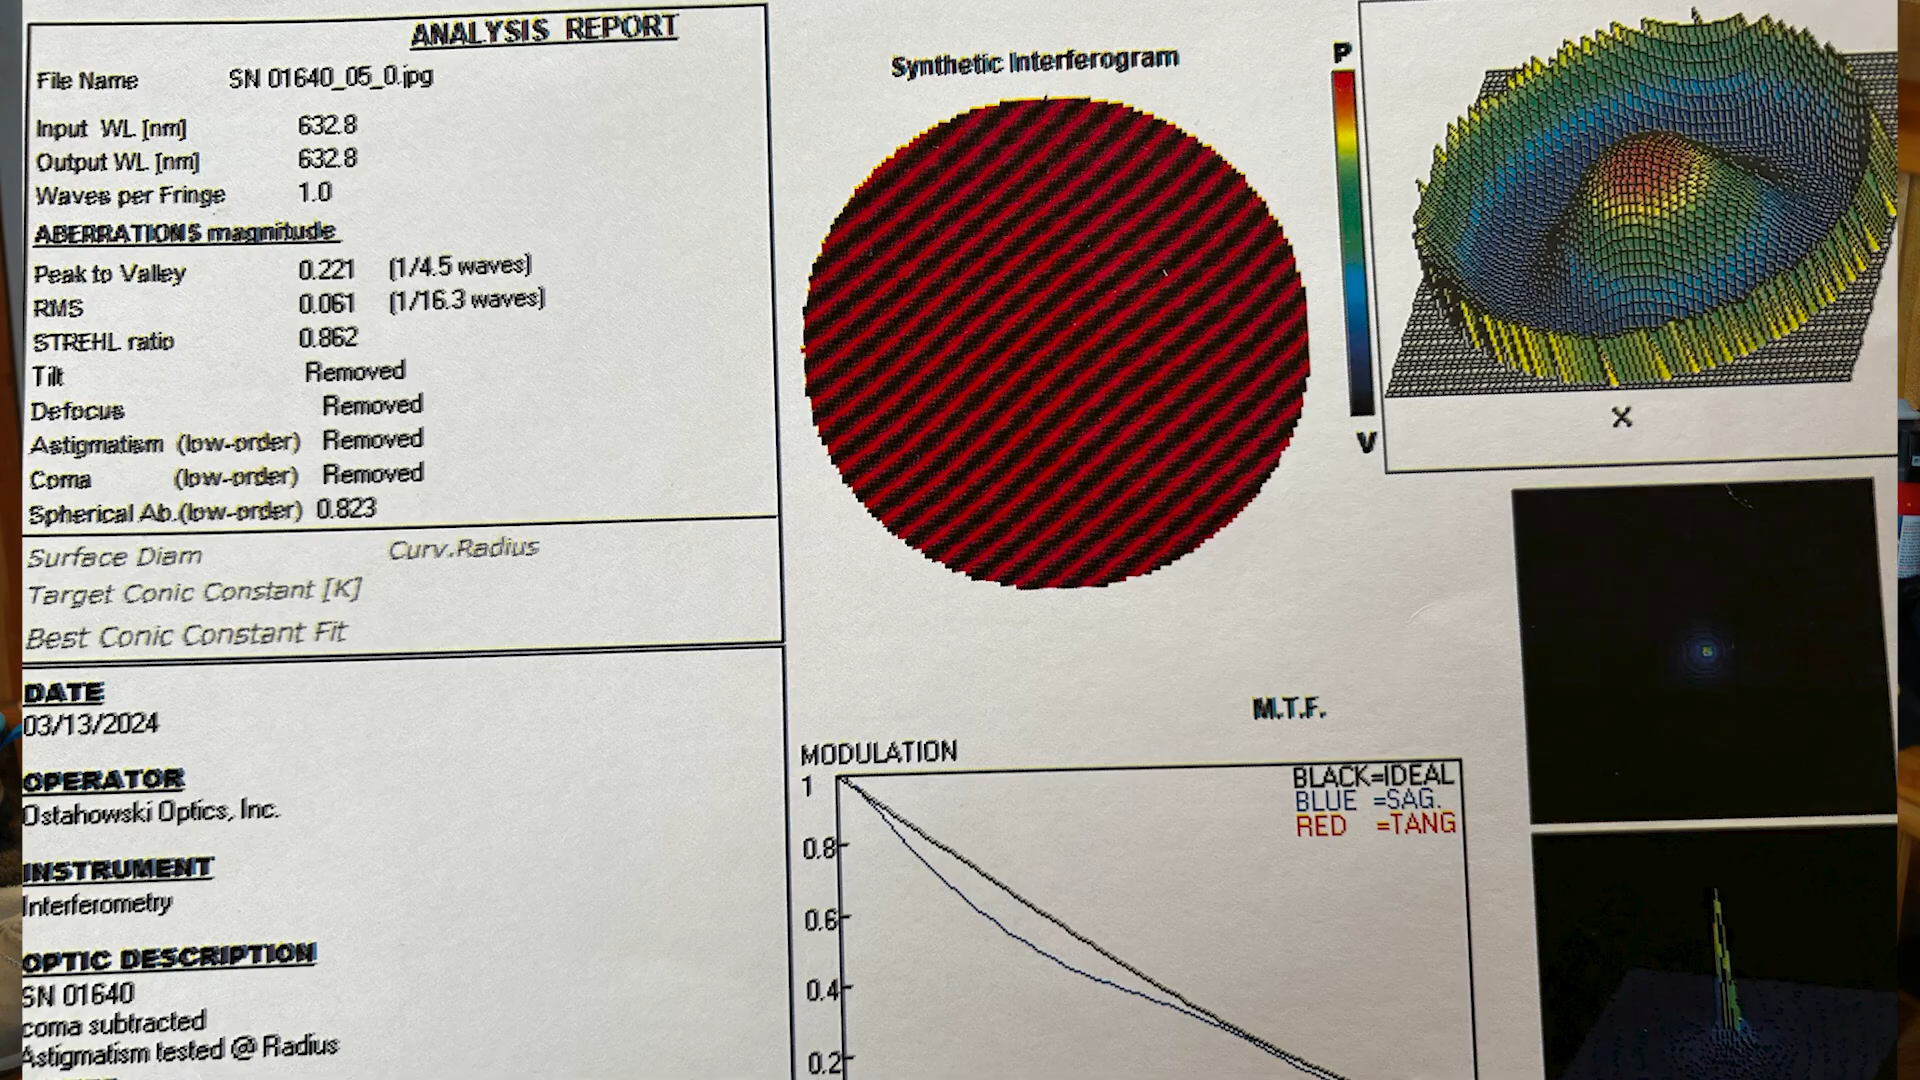 ANALYSIS REPORT
File Name SN 01640_05_0.jpg
Input WL [nm] 632.8
Output WL [nm] 632.8
Waves per Fringe 1.0
ABERRATIONS magnitude
Peak to Valley 0.221 (1/4.5 waves)
RMS 0.061 (1/16.3 waves)
STREHL ratio 0.862
Tilt Removed
Defocus Removed
Astigmatism (low-order) Removed
Coma (low-order) Removed
Spherical Ab.(low-order) 0.823
Surface Diam Curv.Radius
Target Conic Constant [K]
Best Conic Constant Fit
DATE
03/13/2024
OPERATOR
Ostahowski Optics, Inc.
INSTRUMENT
Interferometry
OPTIC DESCRIPTION
SN 01640
coma subtracted
Astigmatism tested @ Radius
Synthetic Interferogram
P
V
X
M.T.F.
MODULATION
BLACK=IDEAL
BLUE =SAG.
RED =TANG
1
0.8
0.6
0.4
0.2